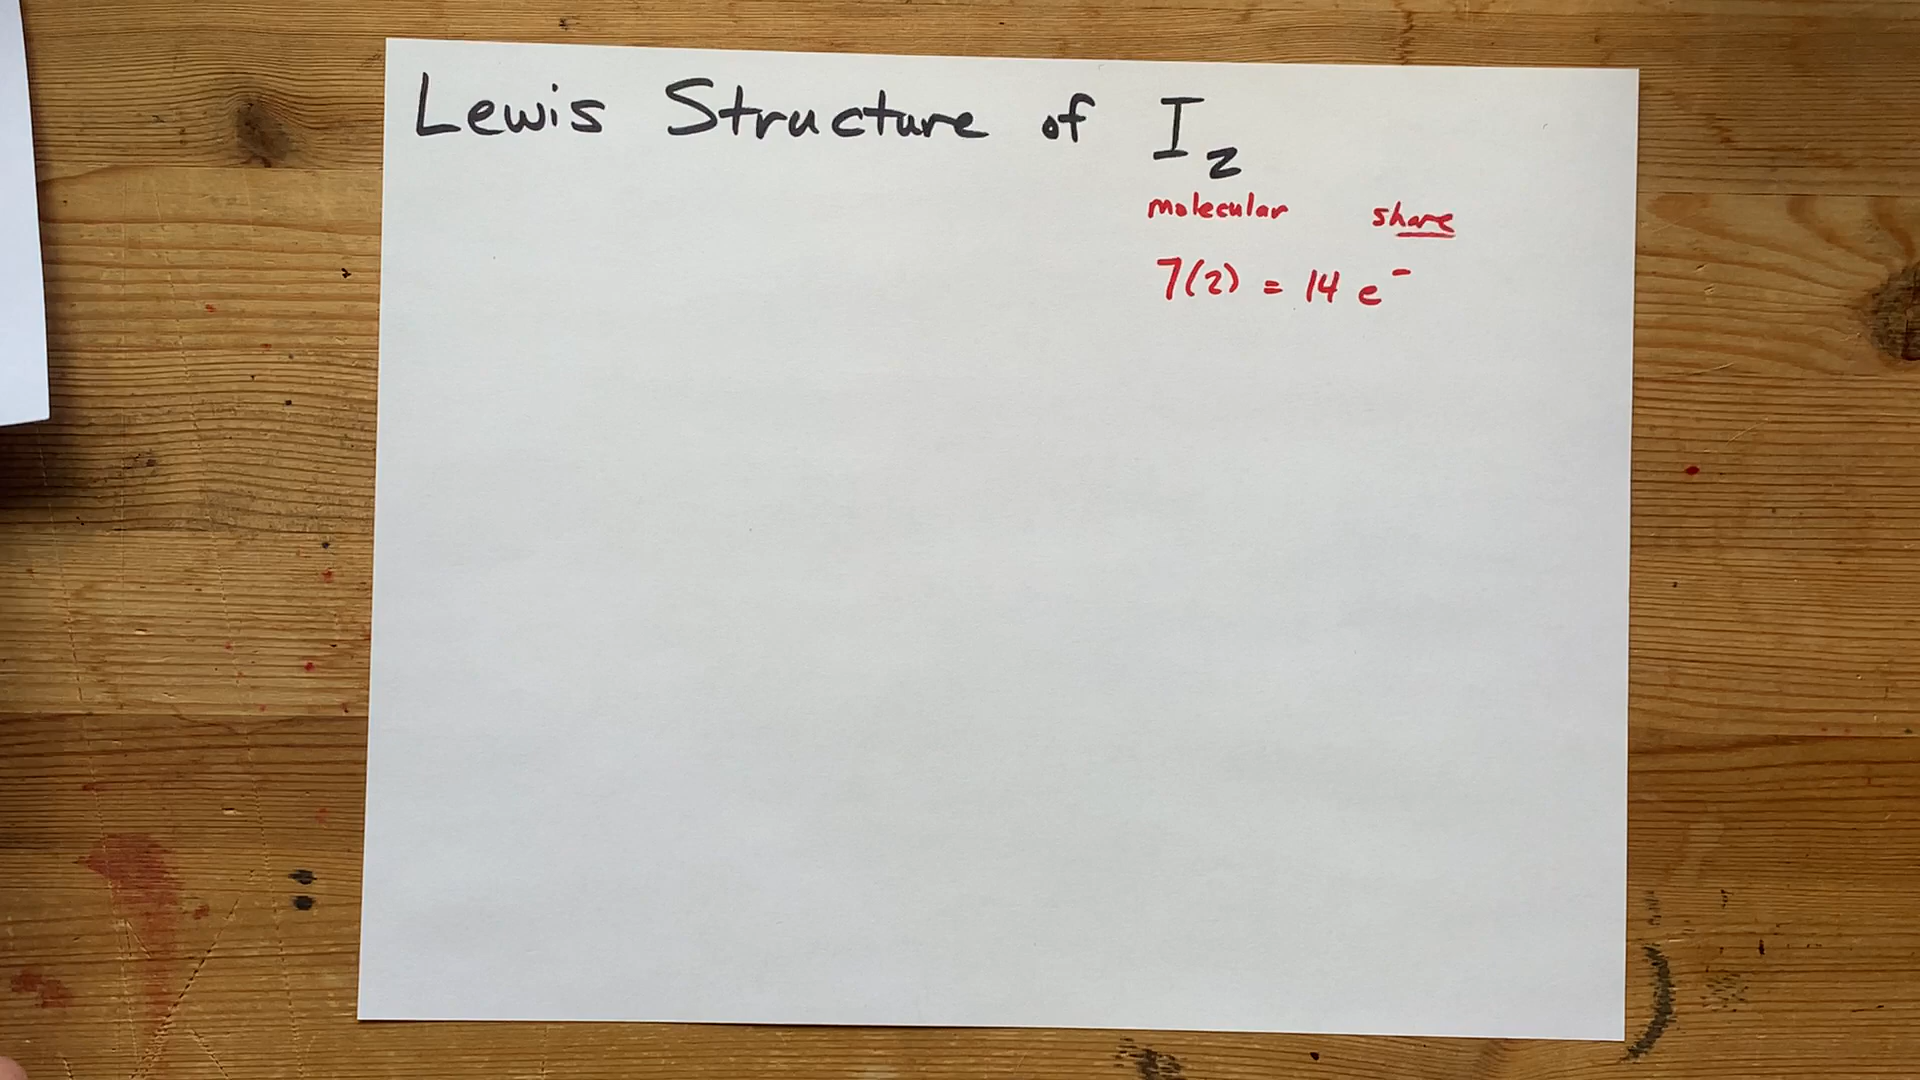 Lewis Structure of I₂
molecular share
7(2) = 14 e⁻